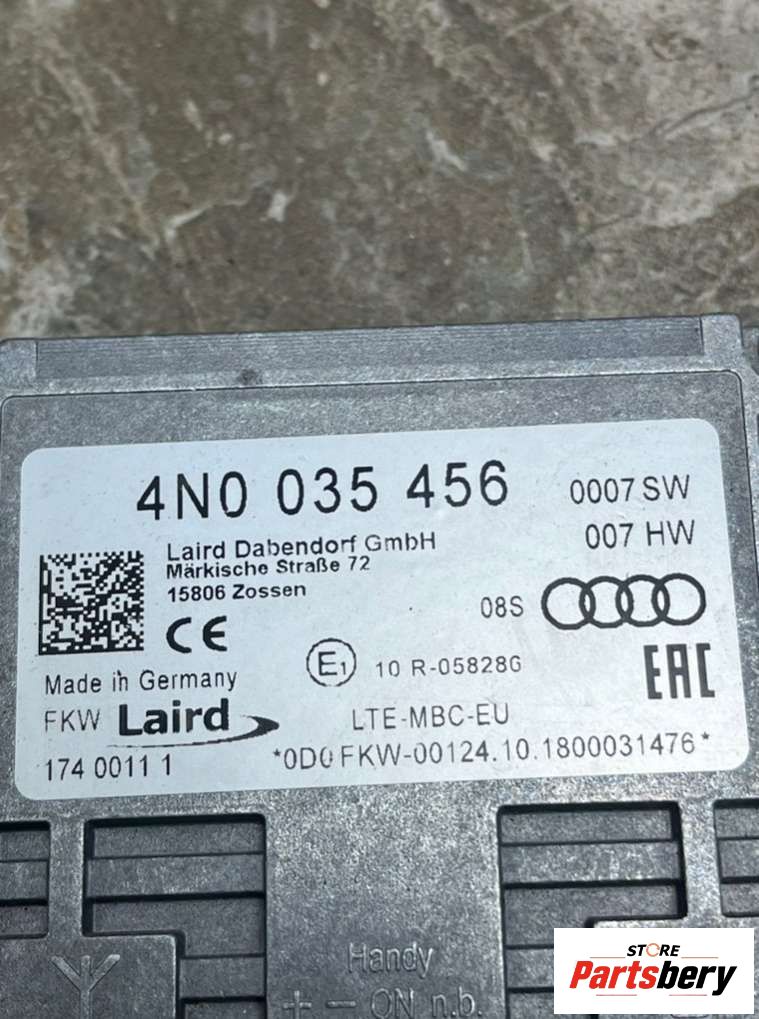 4N0 035 456
0007 SW
007 HW
Laird Dabendorf GmbH
Märkische Straße 72
15806 Zossen
08S
CE
E1
10 R-058286
EAC
Made in Germany
FKW Laird
LTE-MBC-EU
174 0011 1
*0D0 FKW-00124.10.1800031476*
Handy
+ - ON n.b.
STORE
Partsbery